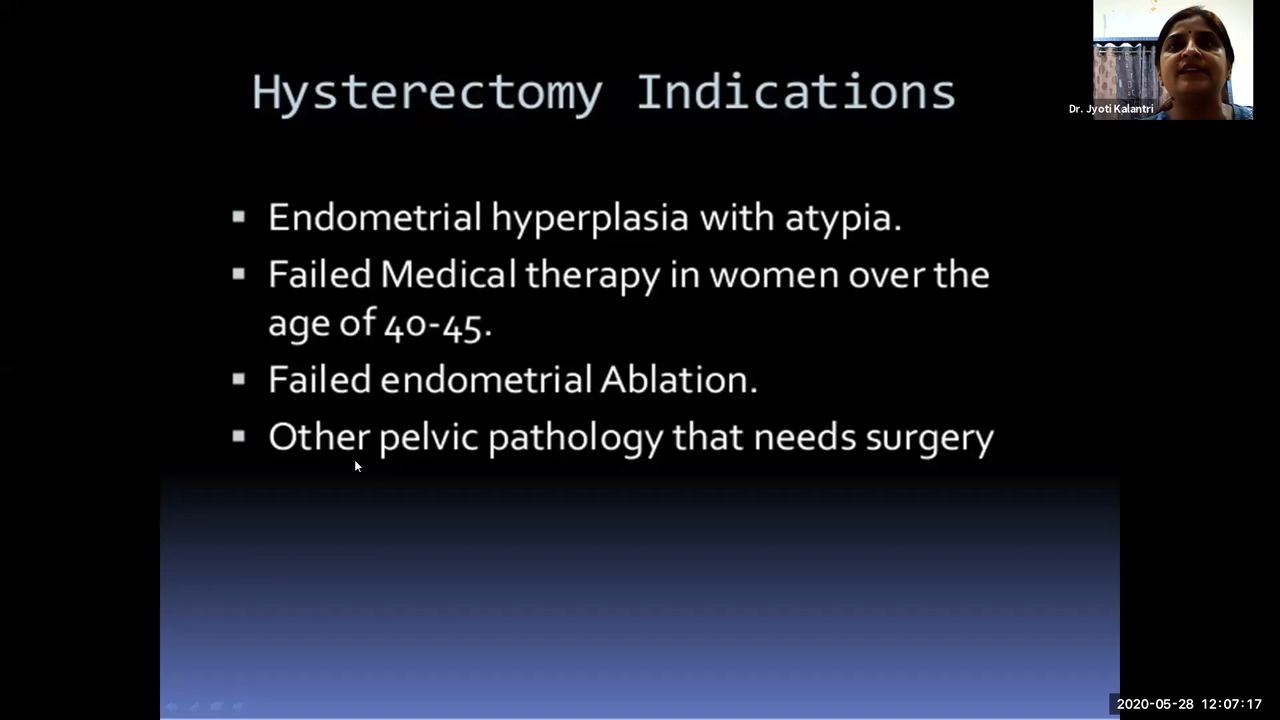 Hysterectomy Indications
Dr. Jyoti Kalantri
▪ Endometrial hyperplasia with atypia.
▪ Failed Medical therapy in women over the
age of 40-45.
▪ Failed endometrial Ablation.
▪ Other pelvic pathology that needs surgery
2020-05-28 12:07:17